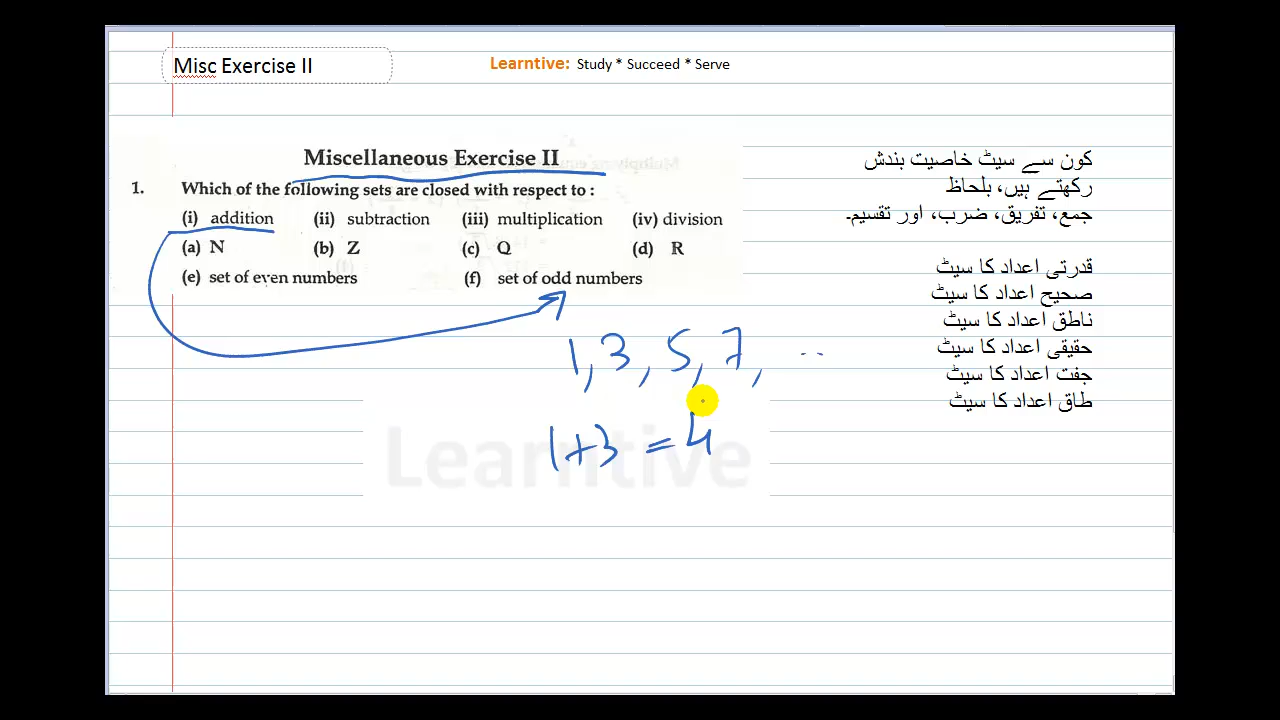 Misc Exercise II
Learntive: Study * Succeed * Serve
Miscellaneous Exercise II
1. Which of the following sets are closed with respect to :
(i) addition (ii) subtraction (iii) multiplication (iv) division
(a) N (b) Z (c) Q (d) R
(e) set of even numbers (f) set of odd numbers
کون سے سیٹ خاصیت بندش
رکھتے ہیں، بلحاظ
جمع، تفریق، ضرب، اور تقسیم۔
قدرتی اعداد کا سیٹ
صحیح اعداد کا سیٹ
ناطق اعداد کا سیٹ
حقیقی اعداد کا سیٹ
جفت اعداد کا سیٹ
طاق اعداد کا سیٹ
1, 3, 5, 7, ..
1+3 = 4
Learntive